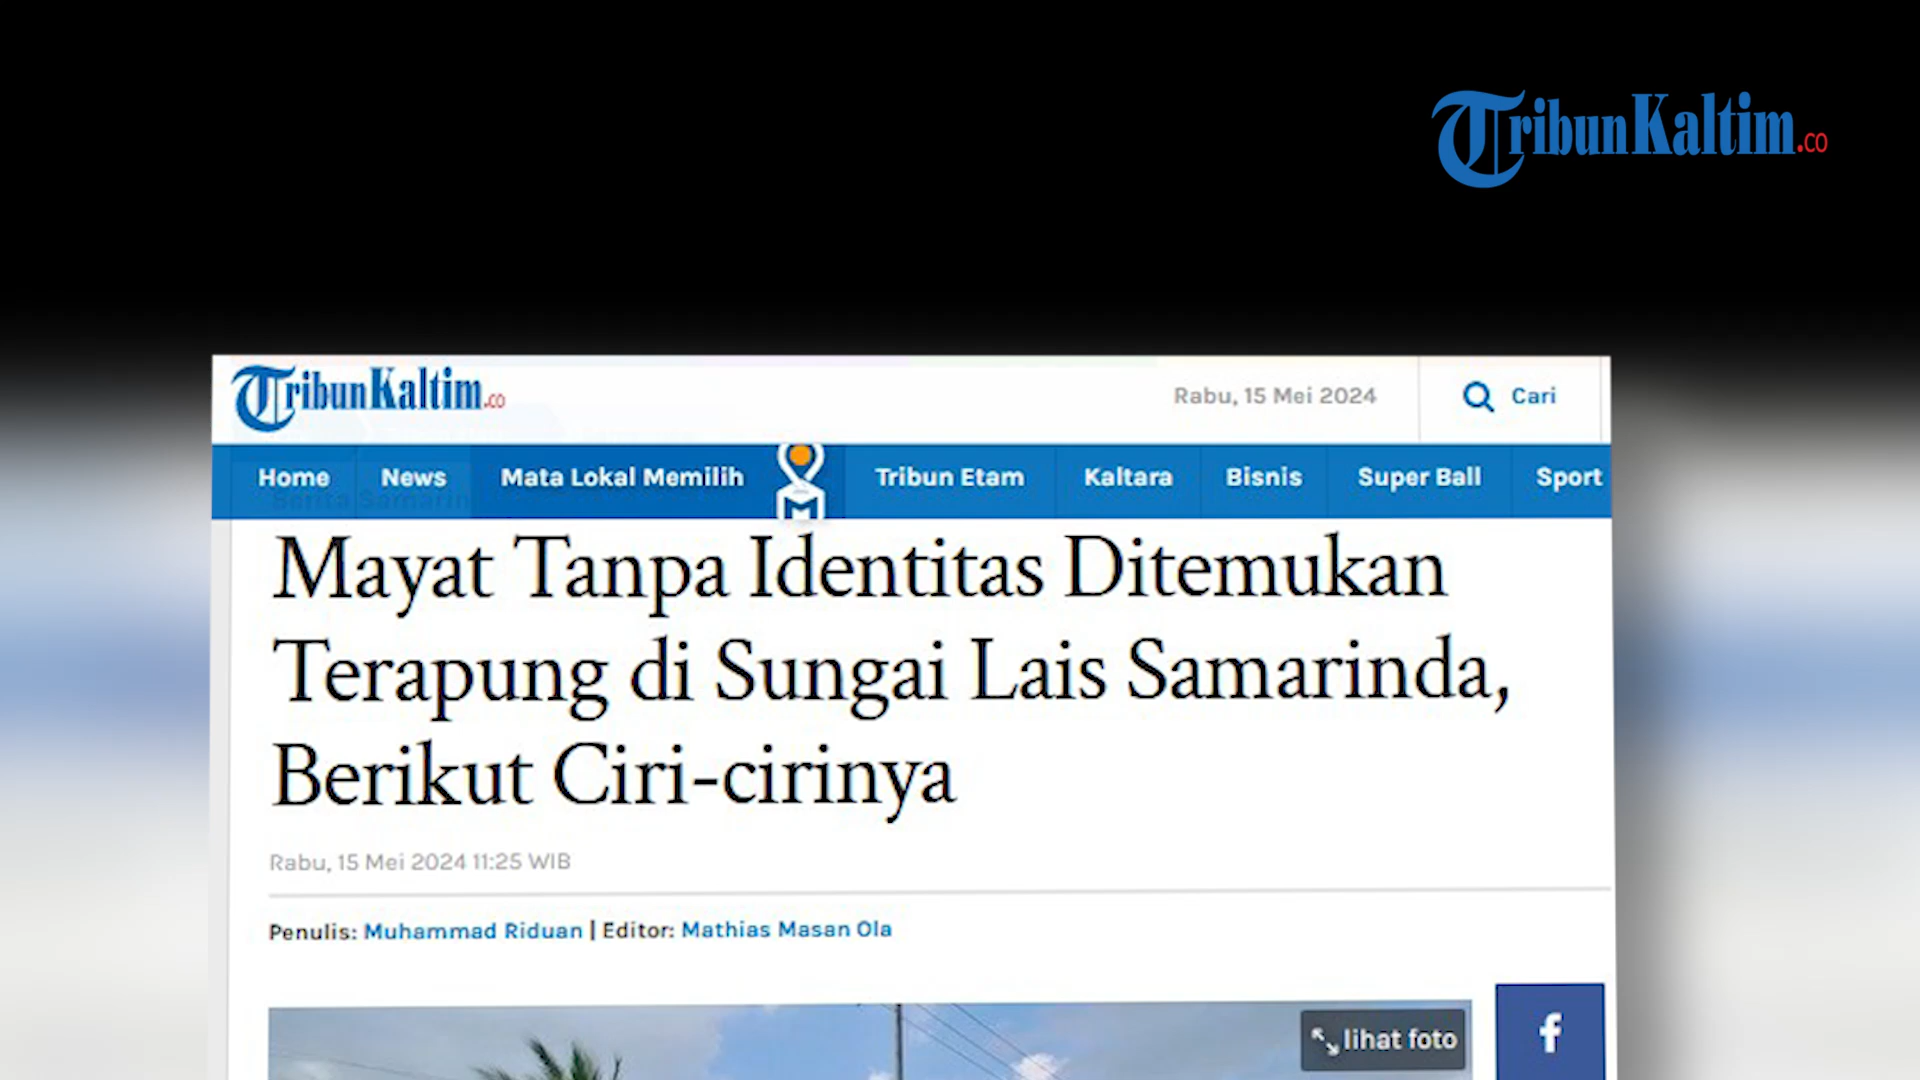 TribunKaltim.co
TribunKaltim.co
Rabu, 15 Mei 2024
Cari
Home News Mata Lokal Memilih Tribun Etam Kaltara Bisnis Super Ball Sport
Berita Samarin
Mayat Tanpa Identitas Ditemukan
Terapung di Sungai Lais Samarinda,
Berikut Ciri-cirinya
Rabu, 15 Mei 2024 11:25 WIB
Penulis: Muhammad Riduan | Editor: Mathias Masan Ola
lihat foto
f